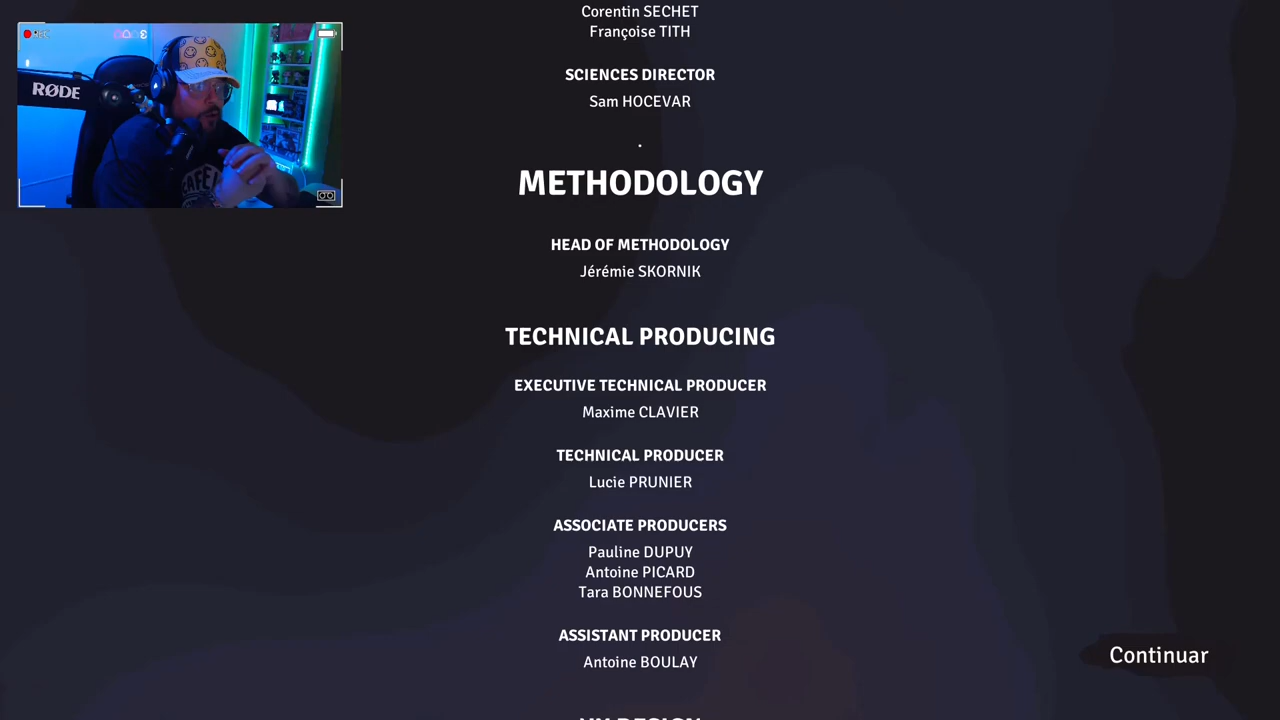 Corentin SECHET
Françoise TITH
SCIENCES DIRECTOR
Sam HOCEVAR
.
METHODOLOGY
HEAD OF METHODOLOGY
Jérémie SKORNIK
TECHNICAL PRODUCING
EXECUTIVE TECHNICAL PRODUCER
Maxime CLAVIER
TECHNICAL PRODUCER
Lucie PRUNIER
ASSOCIATE PRODUCERS
Pauline DUPUY
Antoine PICARD
Tara BONNEFOUS
ASSISTANT PRODUCER
Antoine BOULAY
Continuar
RØDE